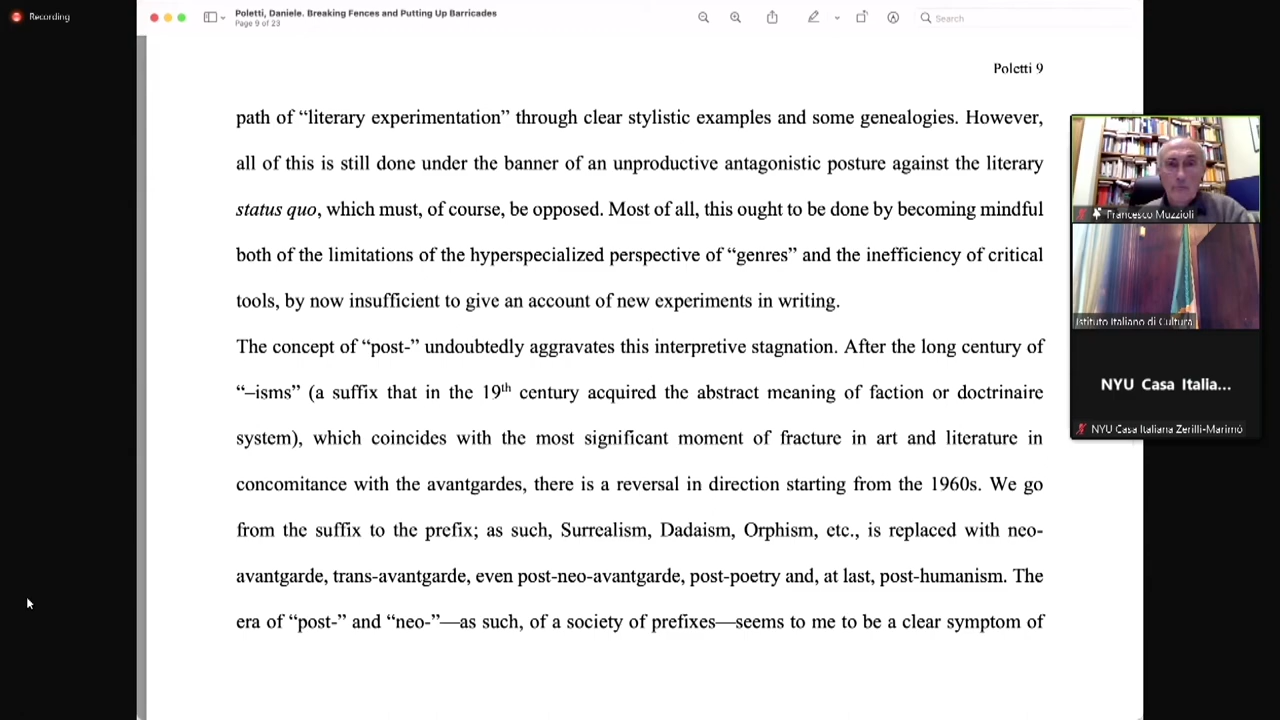 Recording
Poletti, Daniele. Breaking Fences and Putting Up Barricades
Page 9 of 23
Search
Poletti 9
path of “literary experimentation” through clear stylistic examples and some genealogies. However,
all of this is still done under the banner of an unproductive antagonistic posture against the literary
status quo, which must, of course, be opposed. Most of all, this ought to be done by becoming mindful
both of the limitations of the hyperspecialized perspective of “genres” and the inefficiency of critical
tools, by now insufficient to give an account of new experiments in writing.
The concept of “post-” undoubtedly aggravates this interpretive stagnation. After the long century of
“–isms” (a suffix that in the 19th century acquired the abstract meaning of faction or doctrinaire
system), which coincides with the most significant moment of fracture in art and literature in
concomitance with the avantgardes, there is a reversal in direction starting from the 1960s. We go
from the suffix to the prefix; as such, Surrealism, Dadaism, Orphism, etc., is replaced with neo-
avantgarde, trans-avantgarde, even post-neo-avantgarde, post-poetry and, at last, post-humanism. The
era of “post-” and “neo-”—as such, of a society of prefixes—seems to me to be a clear symptom of
Francesco Muzzioli
Istituto Italiano di Cultura
NYU Casa Italia...
NYU Casa Italiana Zerilli-Marimó